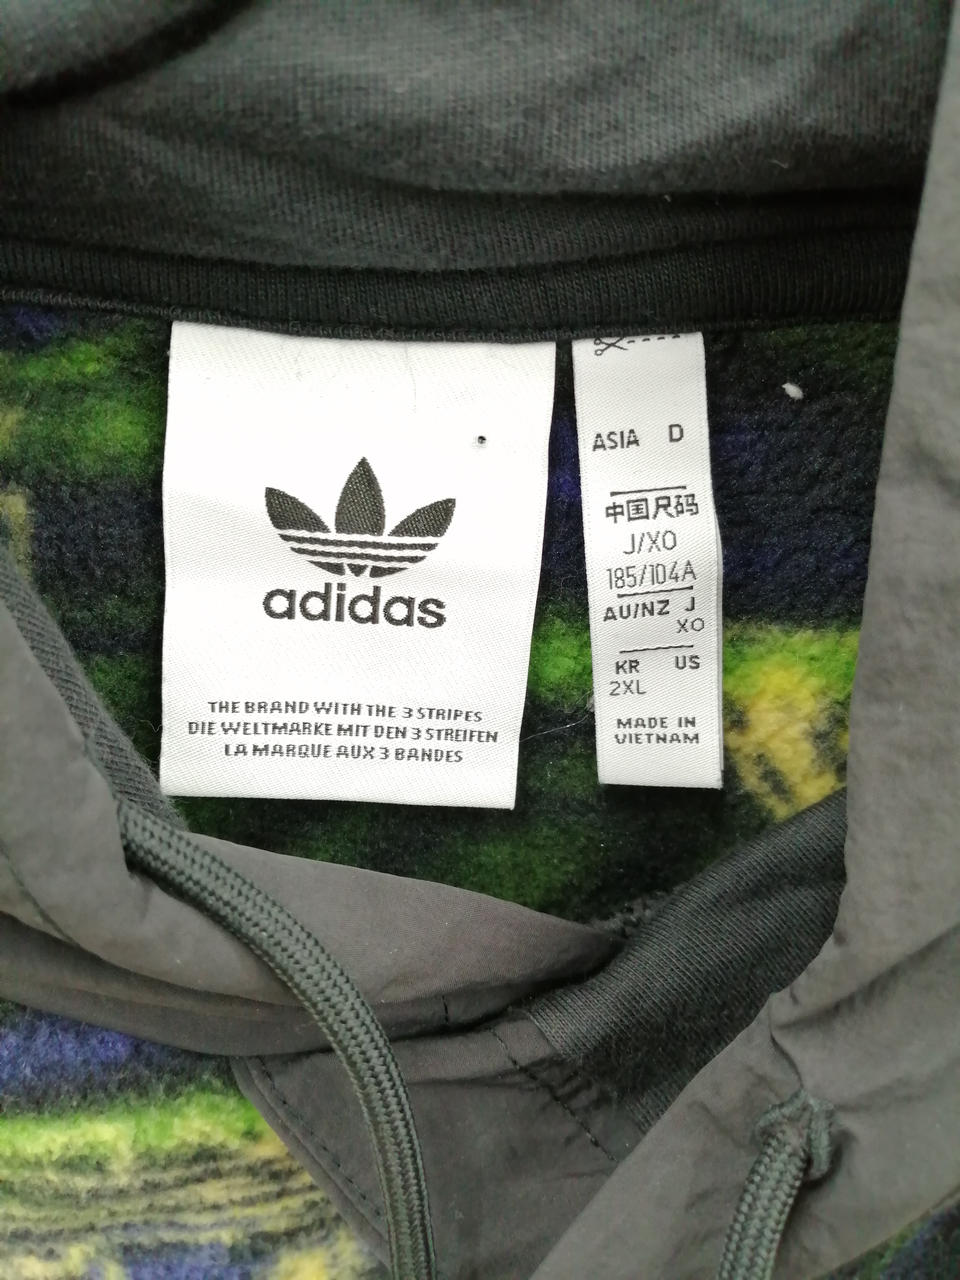 adidas
THE BRAND WITH THE 3 STRIPES
DIE WELTMARKE MIT DEN 3 STREIFEN
LA MARQUE AUX 3 BANDES
ASIA D
中国尺码
J/XO
185/104A
AU/NZ J
XO
KR US
2XL
MADE IN
VIETNAM